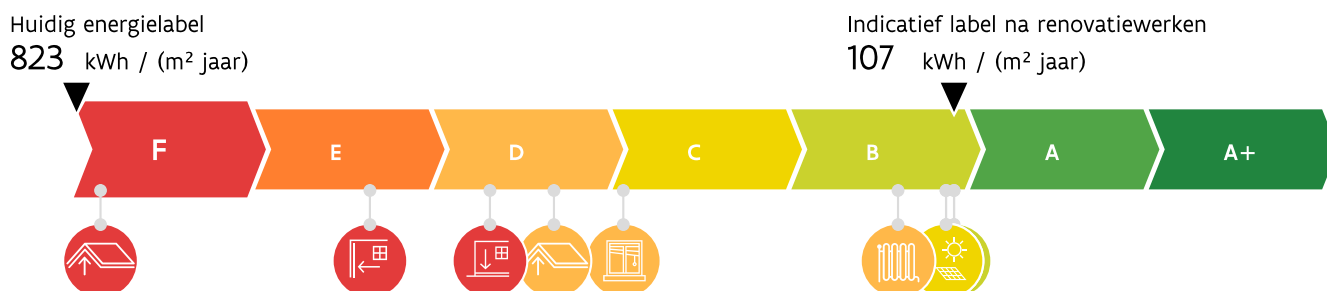 Huidig energielabel
823 kWh / (m² jaar)
Indicatief label na renovatiewerken
107 kWh / (m² jaar)
F E D C B A A+